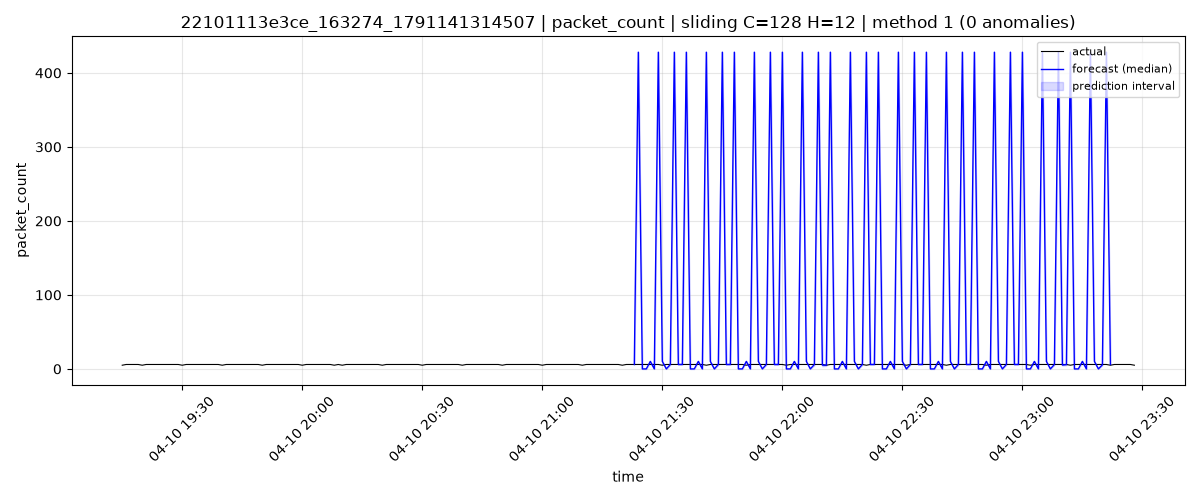 22101113e3ce_163274_1791141314507 | packet_count | sliding C=128 H=12 | method 1 (0 anomalies)
actual
forecast (median)
prediction interval
packet_count
400
300
200
100
0
04-10 19:30
04-10 20:00
04-10 20:30
04-10 21:00
04-10 21:30
04-10 22:00
04-10 22:30
04-10 23:00
04-10 23:30
time